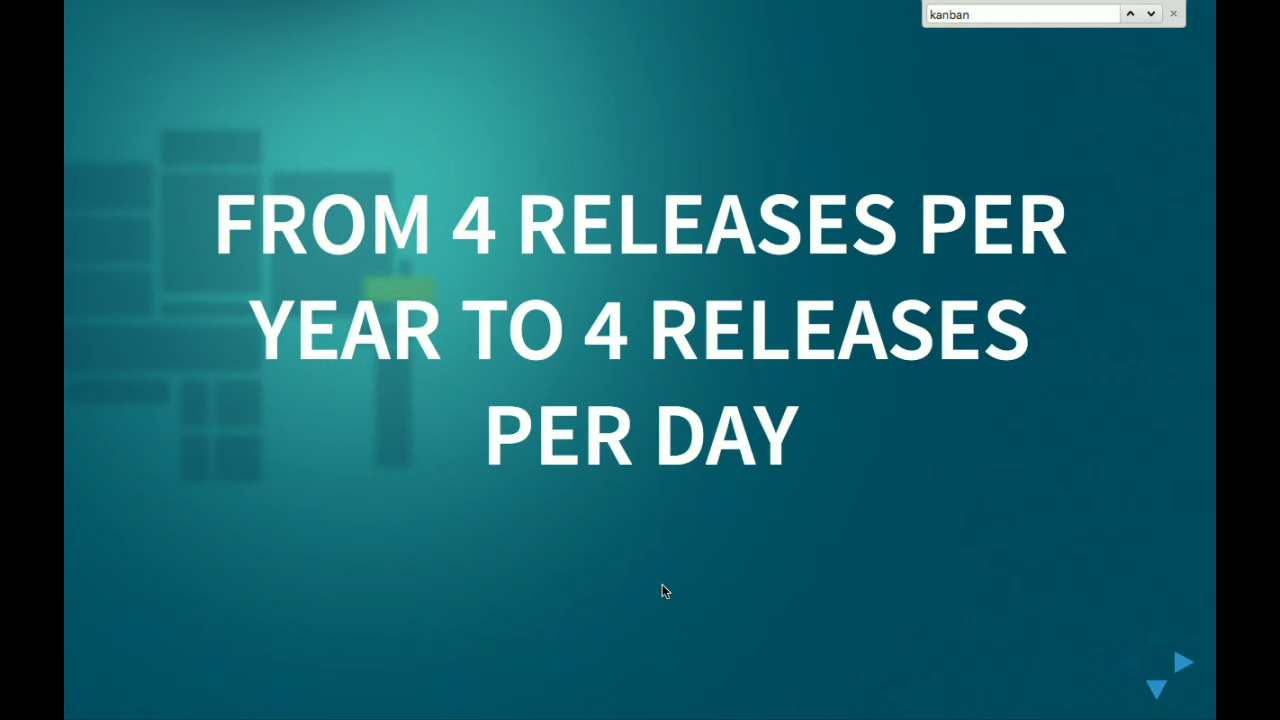 kanban
FROM 4 RELEASES PER
YEAR TO 4 RELEASES
PER DAY